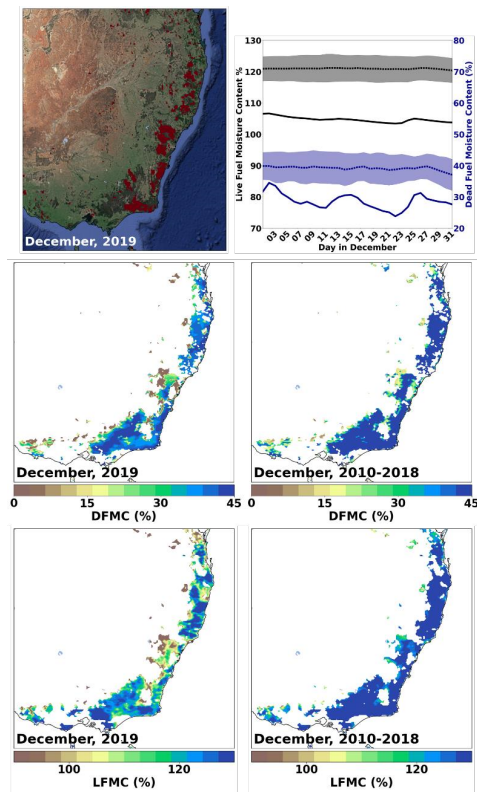 December, 2019
130
120
110
100
90
80
70
Live Fuel Moisture Content %
80
70
60
50
40
30
20
Dead Fuel Moisture Content (%)
03 05 07 09 11 13 15 17 19 21 23 25 27 29 31
Day in December
December, 2019
0 15 30 45
DFMC (%)
December, 2010-2018
0 15 30 45
DFMC (%)
December, 2019
100 120
LFMC (%)
December, 2010-2018
100 120
LFMC (%)